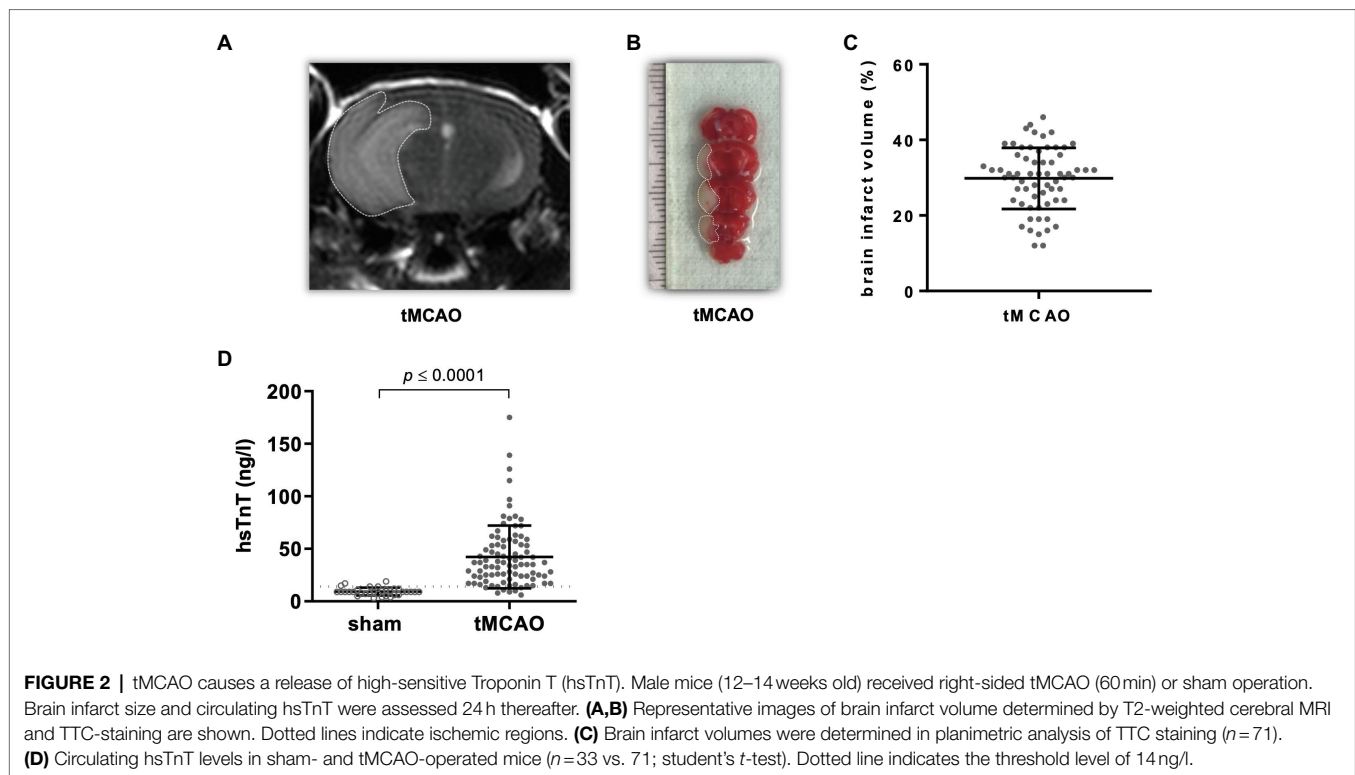 A
B
C
tMCAO
tMCAO
brain infarct volume (%)
60
40
20
0
tMCAO
D
p ≤ 0.0001
hsTnT (ng/l)
200
150
100
50
0
sham
tMCAO
FIGURE 2 | tMCAO causes a release of high-sensitive Troponin T (hsTnT). Male mice (12–14 weeks old) received right-sided tMCAO (60 min) or sham operation.
Brain infarct size and circulating hsTnT were assessed 24 h thereafter. (A,B) Representative images of brain infarct volume determined by T2-weighted cerebral MRI
and TTC-staining are shown. Dotted lines indicate ischemic regions. (C) Brain infarct volumes were determined in planimetric analysis of TTC staining (n = 71).
(D) Circulating hsTnT levels in sham- and tMCAO-operated mice (n = 33 vs. 71; student's t-test). Dotted line indicates the threshold level of 14 ng/l.